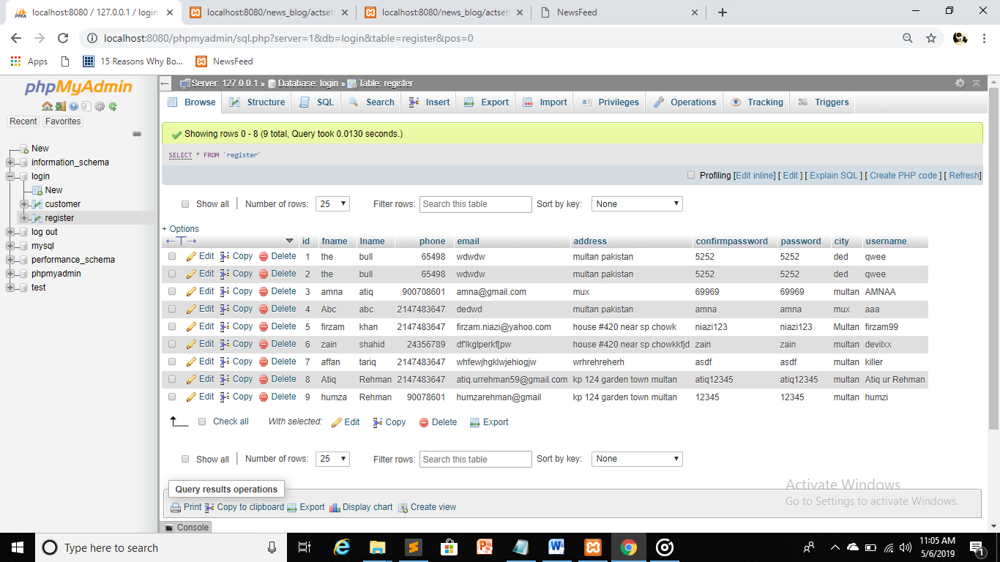 localhost:8080 / 127.0.0.1 / login
localhost:8080/news_blog/actset
localhost:8080/news_blog/actset
NewsFeed
localhost:8080/phpmyadmin/sql.php?server=1&db=login&table=register&pos=0
Apps 15 Reasons Why Bo... NewsFeed
phpMyAdmin
Recent Favorites
New
information_schema
login
New
customer
register
log out
mysql
performance_schema
phpmyadmin
test
Server: 127.0.0.1 » Database: login » Table: register
Browse Structure SQL Search Insert Export Import Privileges Operations Tracking Triggers
Showing rows 0 - 8 (9 total, Query took 0.0130 seconds.)
SELECT * FROM `register`
Profiling [Edit inline] [ Edit ] [ Explain SQL ] [ Create PHP code ] [ Refresh]
Show all | Number of rows: 25 Filter rows: Search this table Sort by key: None
+ Options
id fname lname phone email address confirmpassword password city username
Edit Copy Delete 1 the bull 65498 wdwdw multan pakistan 5252 5252 ded qwee
Edit Copy Delete 2 the bull 65498 wdwdw multan pakistan 5252 5252 ded qwee
Edit Copy Delete 3 amna atiq 900708601 amna@gmail.com mux 69969 69969 multan AMNAA
Edit Copy Delete 4 Abc abc 2147483647 dedwd multan pakistan amna amna mux aaa
Edit Copy Delete 5 firzam khan 2147483647 firzam.niazi@yahoo.com house #420 near sp chowk niazi123 niazi123 Multan firzam99
Edit Copy Delete 6 zain shahid 24356789 house #420 near sp chowkkfjd zain zain multan devilxx
Edit Copy Delete 7 affan tariq 2147483647 whfewjhgklwjehiogjw wrhrehreherh asdf asdf multan killer
Edit Copy Delete 8 Atiq Rehman 2147483647 atiq.urrehman59@gmail.com kp 124 garden town multan atiq12345 atiq12345 multan Atiq ur Rehman
Edit Copy Delete 9 humza Rehman 90078601 humzarehman@gmail kp 124 garden town multan 12345 12345 multan humzi
Check all With selected: Edit Copy Delete Export
Show all | Number of rows: 25 Filter rows: Search this table Sort by key: None
Query results operations
Print Copy to clipboard Export Display chart Create view
Activate Windows
Go to Settings to activate Windows.
Console
Type here to search
11:05 AM
5/6/2019
1